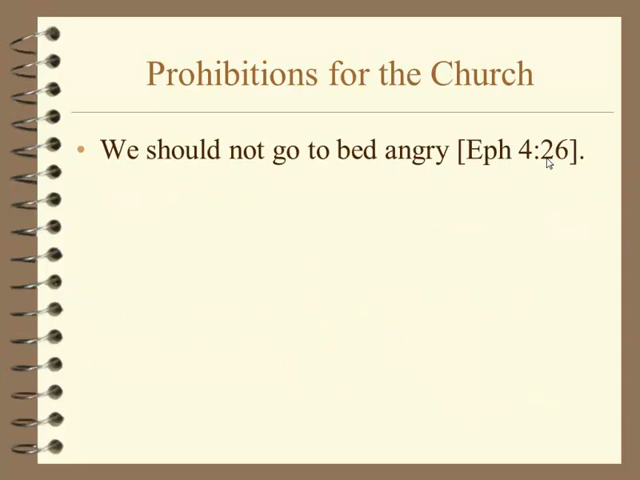 Prohibitions for the Church
• We should not go to bed angry [Eph 4:26].